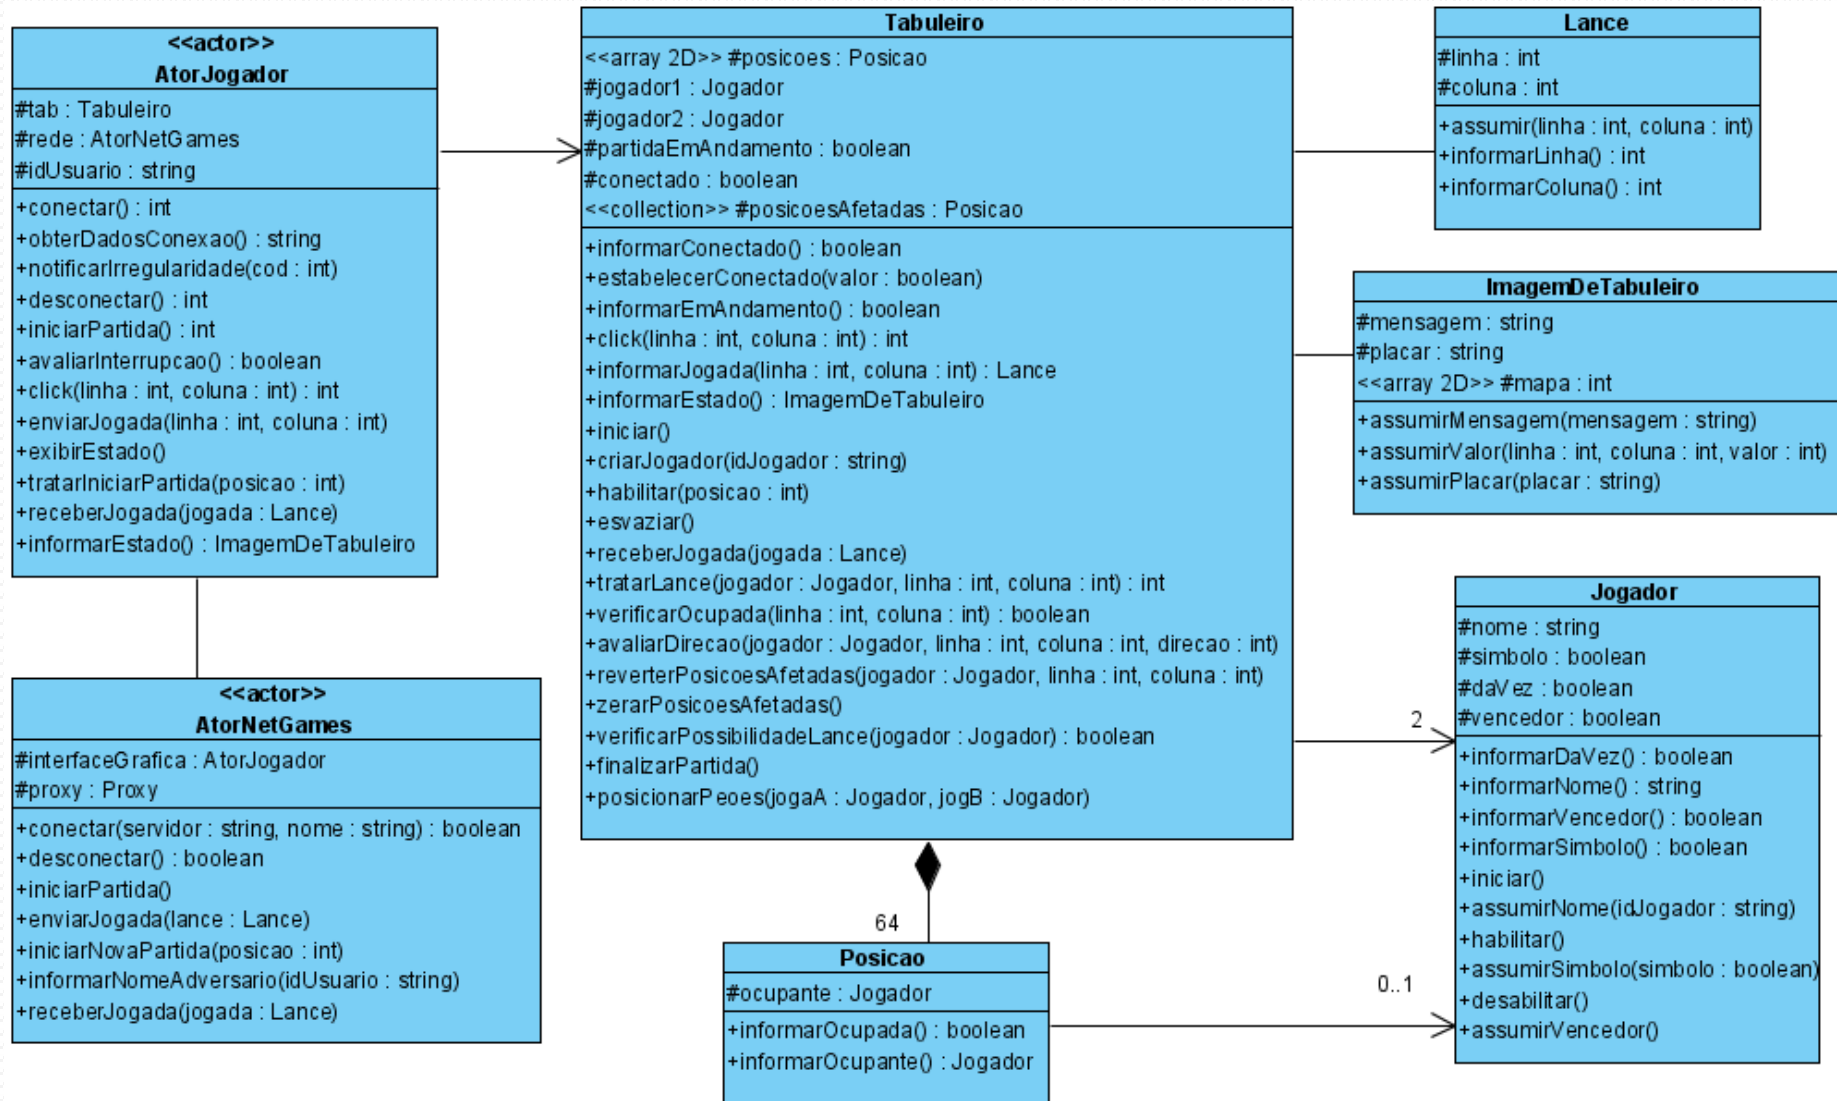 <<actor>>
AtorJogador
#tab : Tabuleiro
#rede : AtorNetGames
#idUsuario : string
+conectar() : int
+obterDadosConexao() : string
+notificarIrregularidade(cod : int)
+desconectar() : int
+iniciarPartida() : int
+avaliarInterrupcao() : boolean
+click(linha : int, coluna : int) : int
+enviarJogada(linha : int, coluna : int)
+exibirEstado()
+tratarIniciarPartida(posicao : int)
+receberJogada(jogada : Lance)
+informarEstado() : ImagemDeTabuleiro
<<actor>>
AtorNetGames
#interfaceGrafica : AtorJogador
#proxy : Proxy
+conectar(servidor : string, nome : string) : boolean
+desconectar() : boolean
+iniciarPartida()
+enviarJogada(lance : Lance)
+iniciarNovaPartida(posicao : int)
+informarNomeAdversario(idUsuario : string)
+receberJogada(jogada : Lance)
Tabuleiro
<<array 2D>> #posicoes : Posicao
#jogador1 : Jogador
#jogador2 : Jogador
#partidaEmAndamento : boolean
#conectado : boolean
<<collection>> #posicoesAfetadas : Posicao
+informarConectado() : boolean
+estabelecerConectado(valor : boolean)
+informarEmAndamento() : boolean
+click(linha : int, coluna : int) : int
+informarJogada(linha : int, coluna : int) : Lance
+informarEstado() : ImagemDeTabuleiro
+iniciar()
+criarJogador(idJogador : string)
+habilitar(posicao : int)
+esvaziar()
+receberJogada(jogada : Lance)
+tratarLance(jogador : Jogador, linha : int, coluna : int) : int
+verificarOcupada(linha : int, coluna : int) : boolean
+avaliarDirecao(jogador : Jogador, linha : int, coluna : int, direcao : int)
+reverterPosicoesAfetadas(jogador : Jogador, linha : int, coluna : int)
+zerarPosicoesAfetadas()
+verificarPossibilidadeLance(jogador : Jogador) : boolean
+finalizarPartida()
+posicionarPeoes(jogaA : Jogador, jogB : Jogador)
64
Posicao
#ocupante : Jogador
+informarOcupada() : boolean
+informarOcupante() : Jogador
Lance
#linha : int
#coluna : int
+assumir(linha : int, coluna : int)
+informarLinha() : int
+informarColuna() : int
ImagemDeTabuleiro
#mensagem : string
#placar : string
<<array 2D>> #mapa : int
+assumirMensagem(mensagem : string)
+assumirValor(linha : int, coluna : int, valor : int)
+assumirPlacar(placar : string)
2
0..1
Jogador
#nome : string
#simbolo : boolean
#daVez : boolean
#vencedor : boolean
+informarDaVez() : boolean
+informarNome() : string
+informarVencedor() : boolean
+informarSimbolo() : boolean
+iniciar()
+assumirNome(idJogador : string)
+habilitar()
+assumirSimbolo(simbolo : boolean)
+desabilitar()
+assumirVencedor()